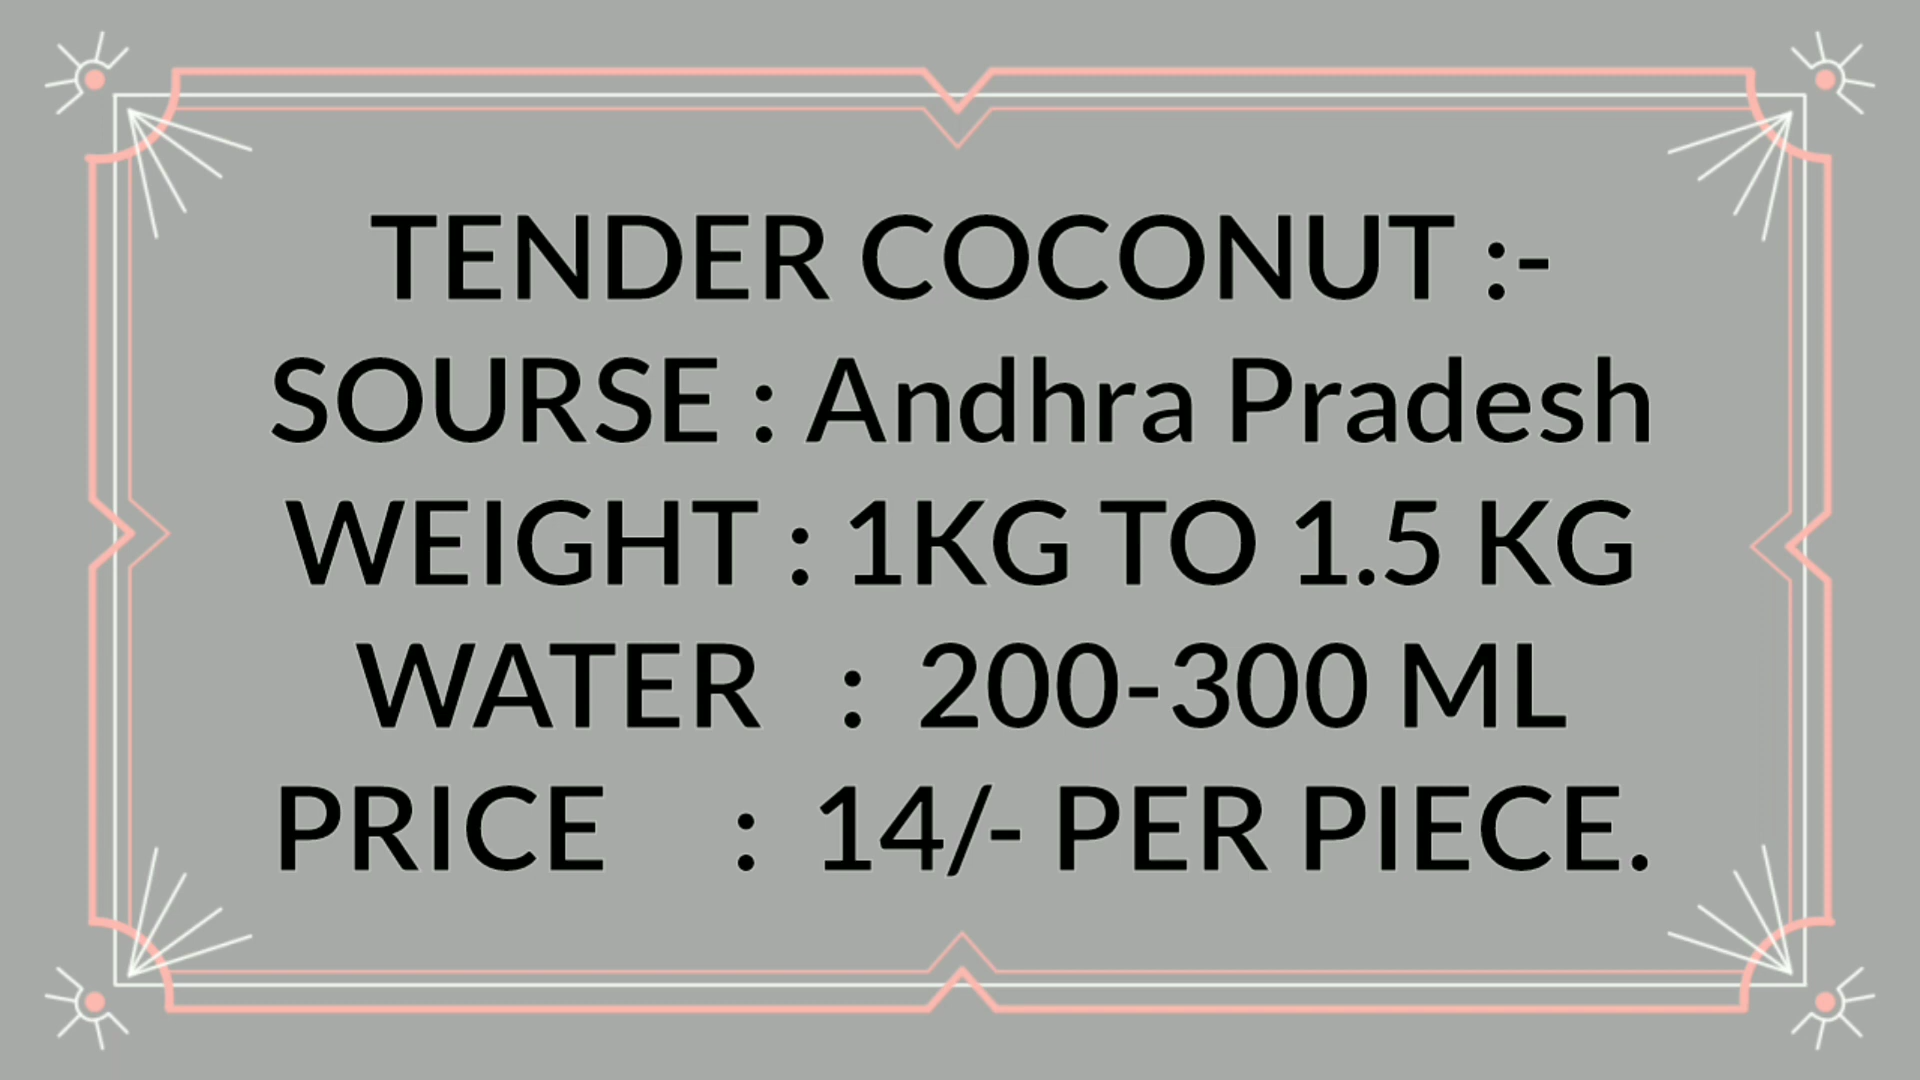 TENDER COCONUT :-
SOURSE : Andhra Pradesh
WEIGHT : 1KG TO 1.5 KG
WATER : 200-300 ML
PRICE : 14/- PER PIECE.